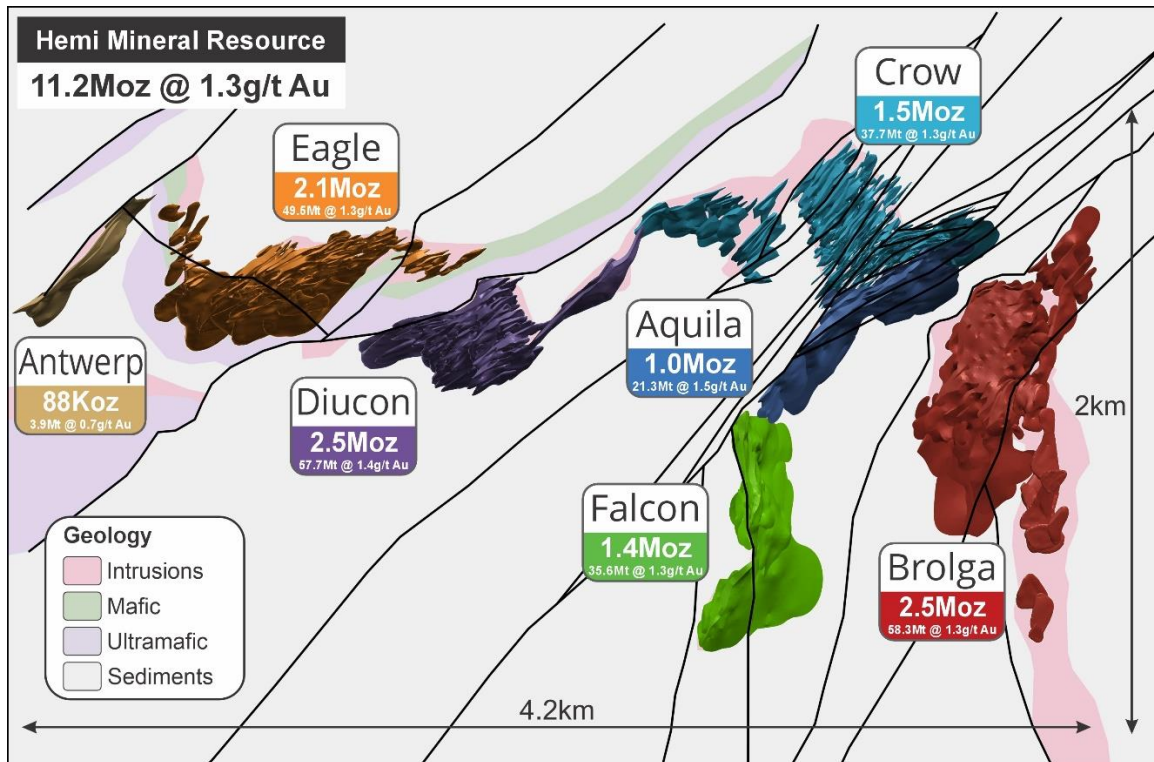 Hemi Mineral Resource
11.2Moz @ 1.3g/t Au
Crow
1.5Moz
37.7Mt @ 1.3g/t Au
Eagle
2.1Moz
49.5Mt @ 1.3g/t Au
Antwerp
88Koz
3.9Mt @ 0.7g/t Au
Diucon
2.5Moz
57.7Mt @ 1.4g/t Au
Aquila
1.0Moz
21.3Mt @ 1.5g/t Au
2km
Falcon
1.4Moz
35.6Mt @ 1.3g/t Au
Brolga
2.5Moz
58.3Mt @ 1.3g/t Au
Geology
Intrusions
Mafic
Ultramafic
Sediments
4.2km